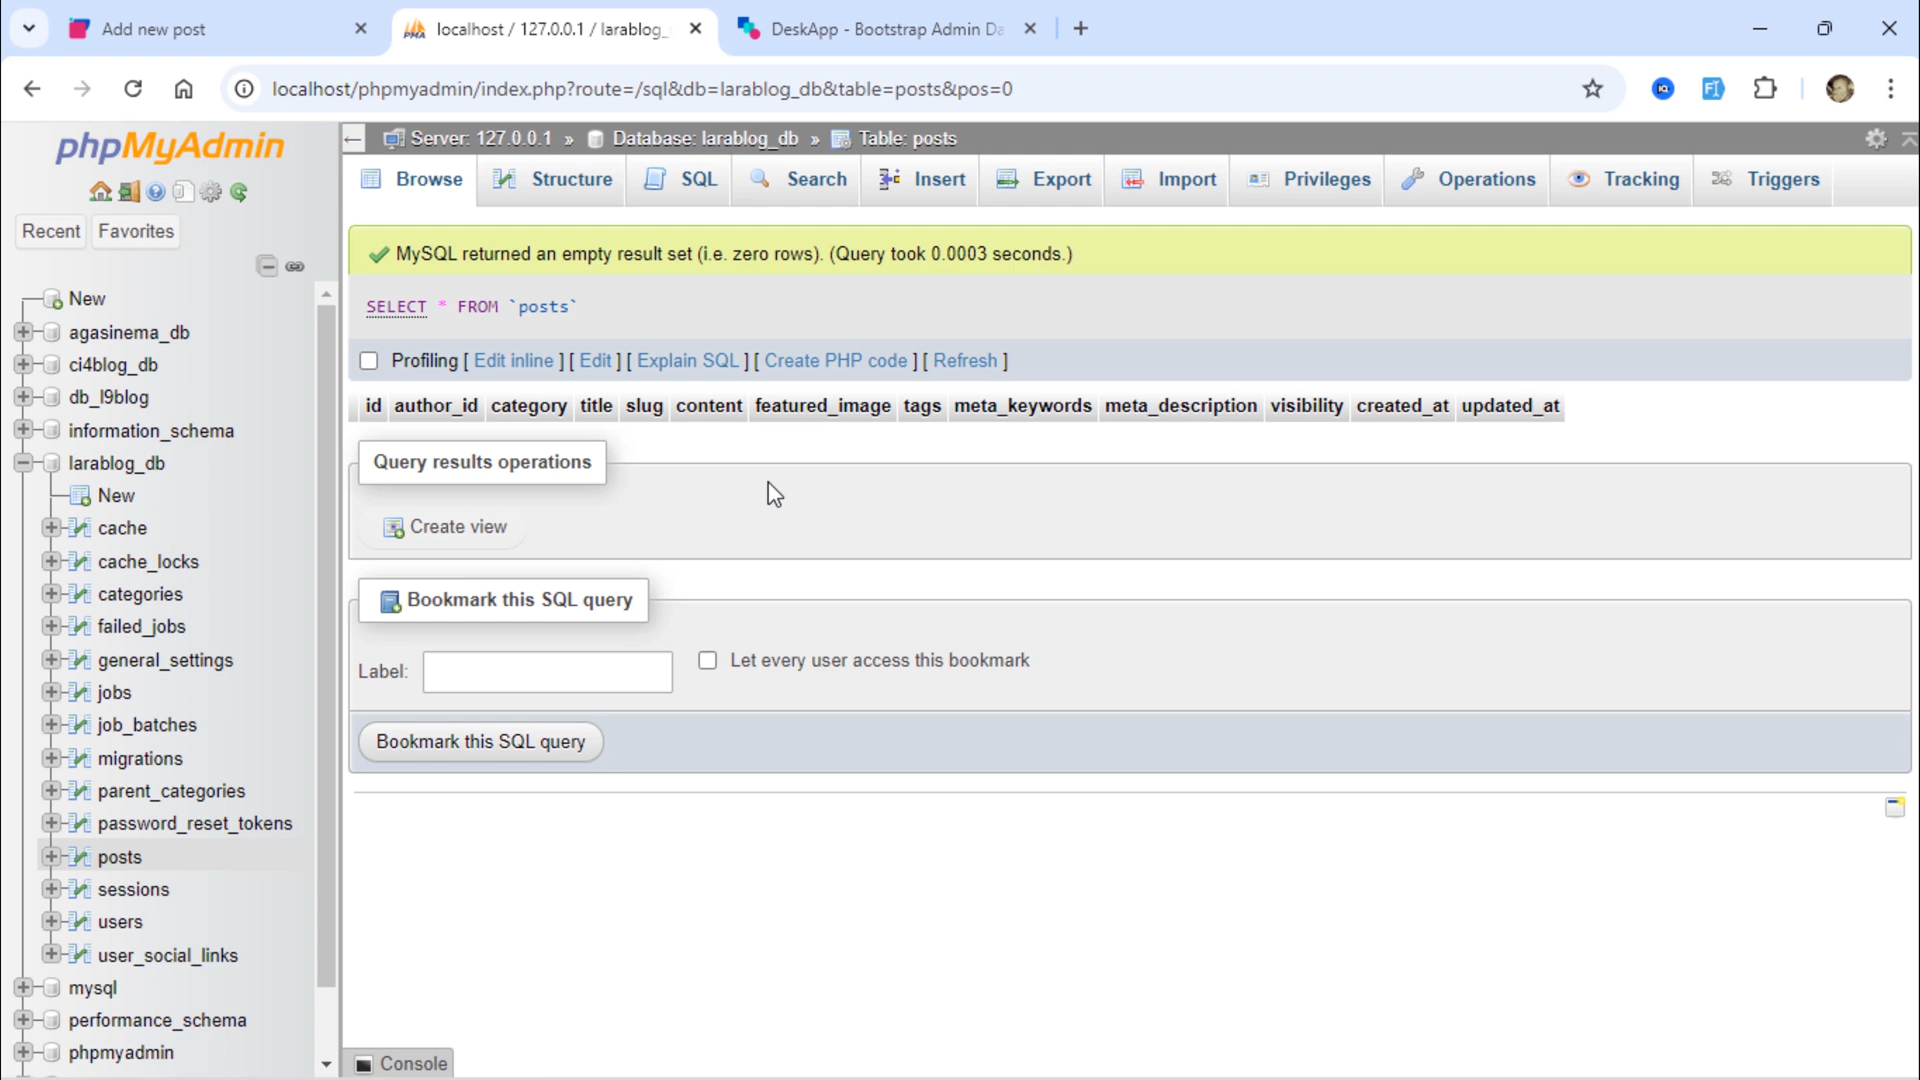 Add new post
localhost / 127.0.0.1 / larablog_
DeskApp - Bootstrap Admin Da
localhost/phpmyadmin/index.php?route=/sql&db=larablog_db&table=posts&pos=0
phpMyAdmin
Recent
Favorites
New
agasinema_db
ci4blog_db
db_l9blog
information_schema
larablog_db
New
cache
cache_locks
categories
failed_jobs
general_settings
jobs
job_batches
migrations
parent_categories
password_reset_tokens
posts
sessions
users
user_social_links
mysql
performance_schema
phpmyadmin
Server: 127.0.0.1 » Database: larablog_db » Table: posts
Browse Structure SQL Search Insert Export Import Privileges Operations Tracking Triggers
MySQL returned an empty result set (i.e. zero rows). (Query took 0.0003 seconds.)
SELECT * FROM `posts`
Profiling [ Edit inline ] [ Edit ] [ Explain SQL ] [ Create PHP code ] [ Refresh ]
id author_id category title slug content featured_image tags meta_keywords meta_description visibility created_at updated_at
Query results operations
Create view
Bookmark this SQL query
Label:
Let every user access this bookmark
Bookmark this SQL query
Console